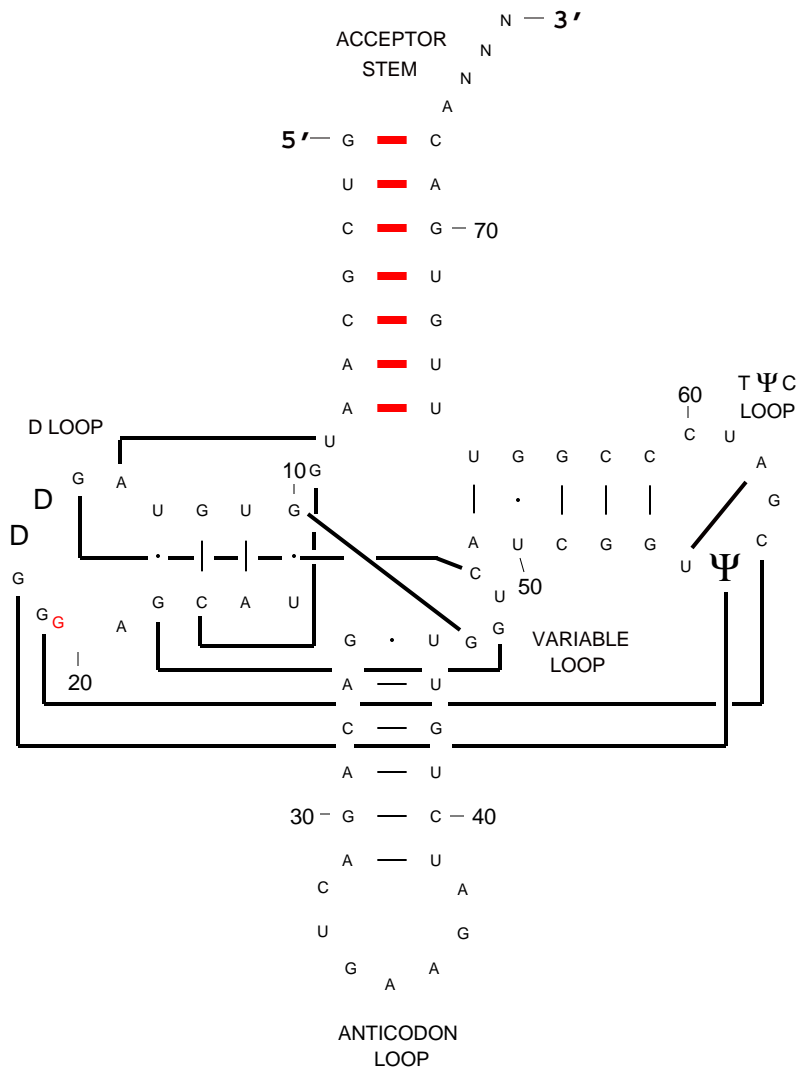 N — 3'
ACCEPTOR
STEM
N
N
A
5' — G C
U A
C G — 70
G U
C G
A U
A U
T Ψ C
LOOP
60
D LOOP
U
C U
G A
10 G
U G G C C
A
D
U G U G
G
D
A U C G G
C
U Ψ
G
C 50
G C A U
U
G G
A
G
G · U G
VARIABLE
LOOP
20
A U
C G
A U
30 — G C — 40
A U
C A
U G
G A
A
ANTICODON
LOOP